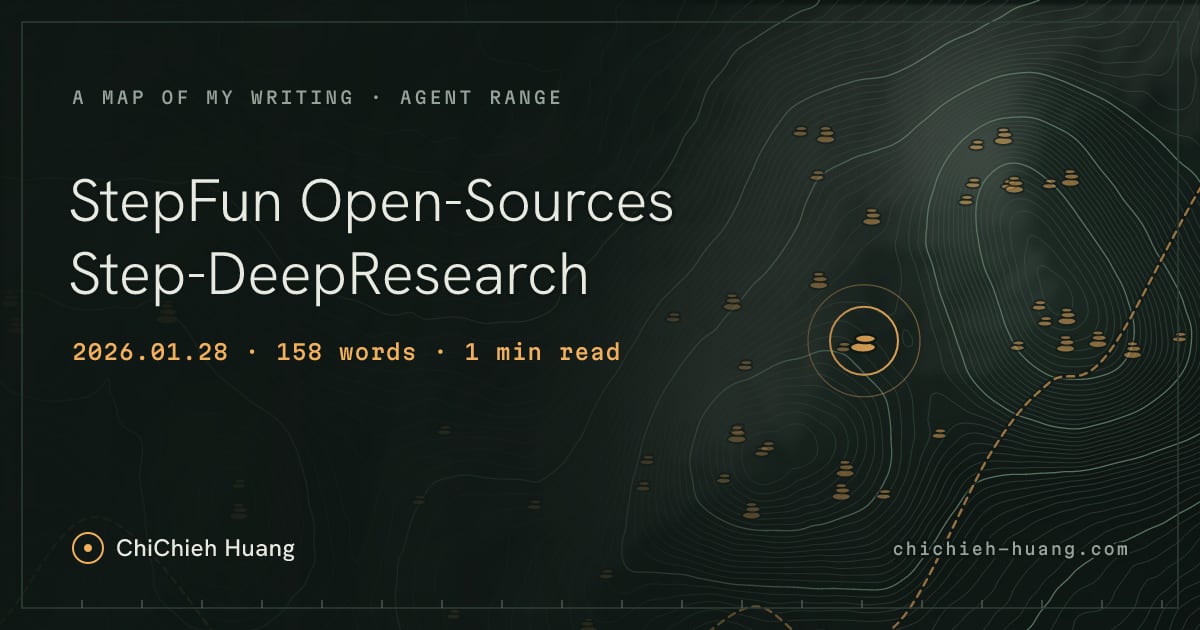 A MAP OF MY WRITING · AGENT RANGE
StepFun Open-Sources
Step-DeepResearch
2026.01.28 · 158 words · 1 min read
ChiChieh Huang
chichieh-huang.com